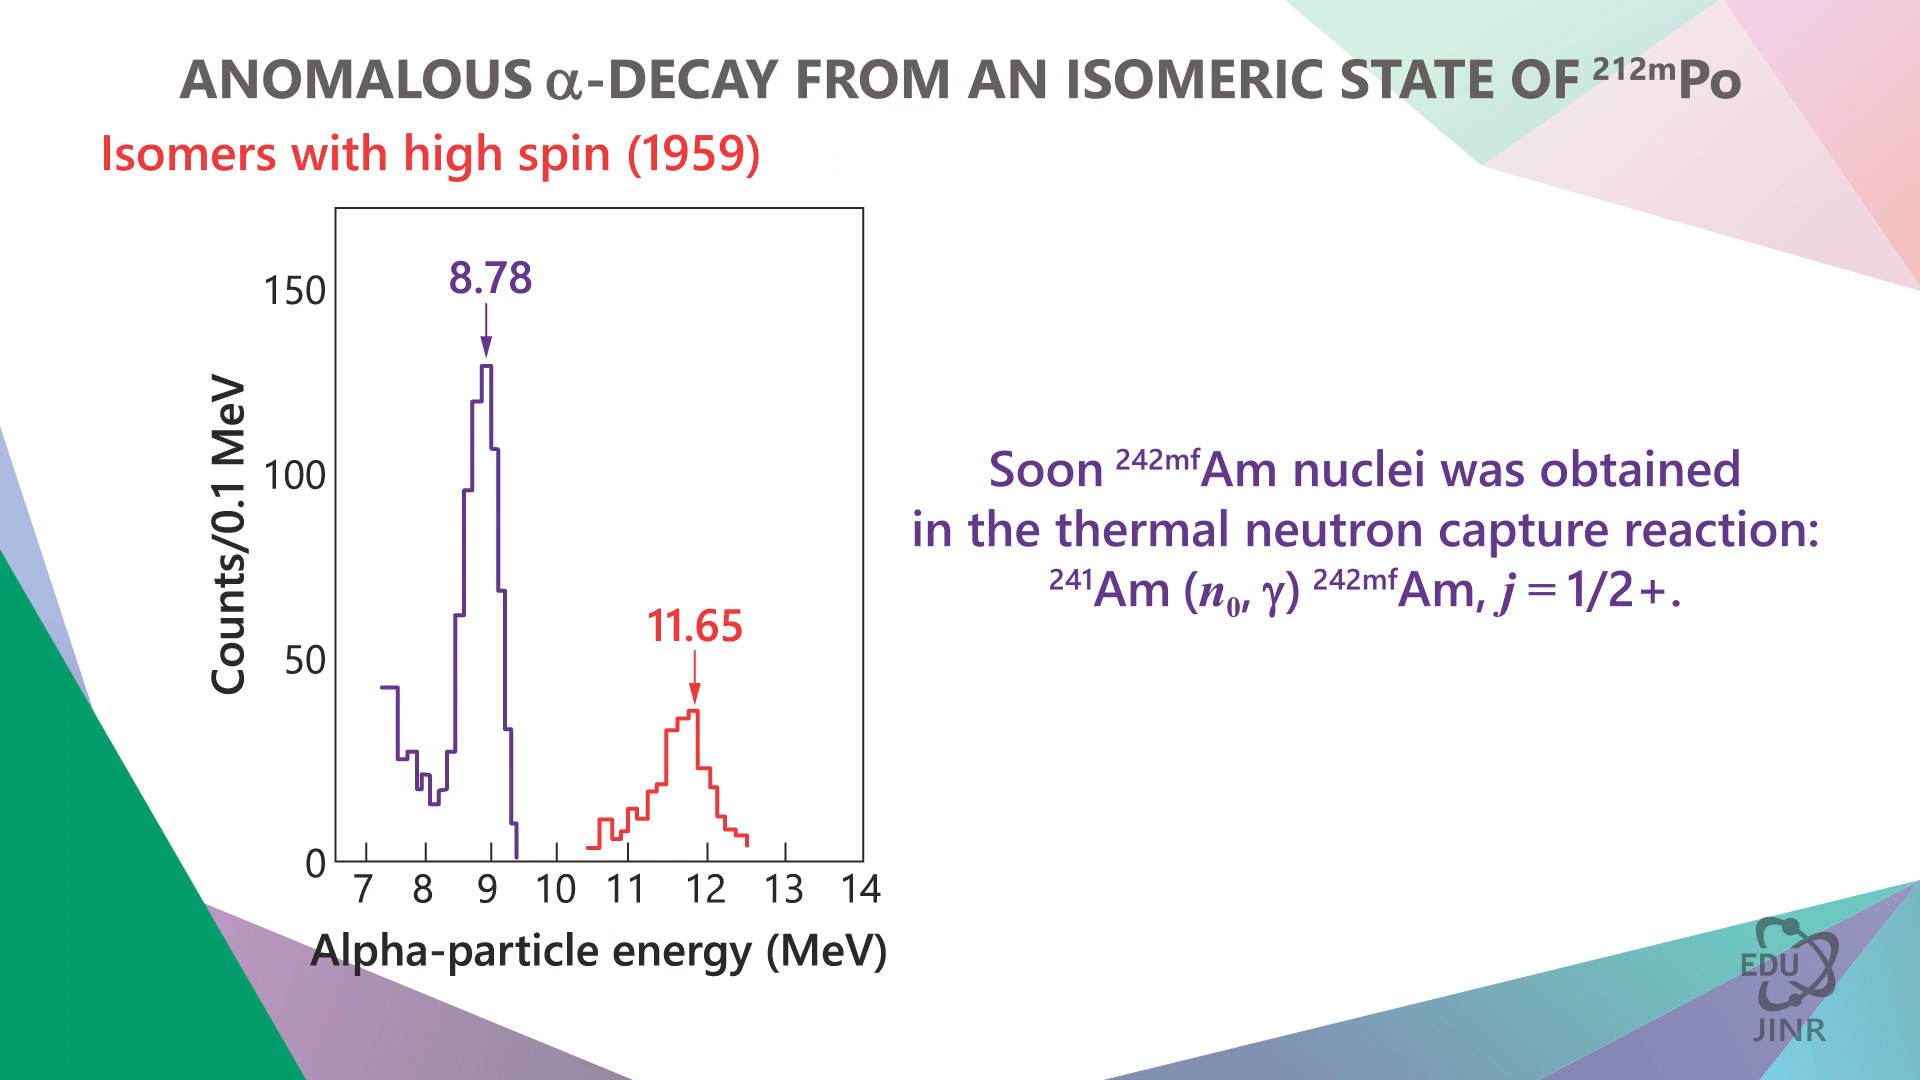 ANOMALOUS α-DECAY FROM AN ISOMERIC STATE OF ²¹²ᵐPo
Isomers with high spin (1959)
150
100
50
0
Counts/0.1 MeV
8.78
11.65
7 8 9 10 11 12 13 14
Alpha-particle energy (MeV)
Soon ²⁴²ᵐᶠAm nuclei was obtained
in the thermal neutron capture reaction:
²⁴¹Am (n₀, γ) ²⁴²ᵐᶠAm, j = 1/2+.
EDU
JINR